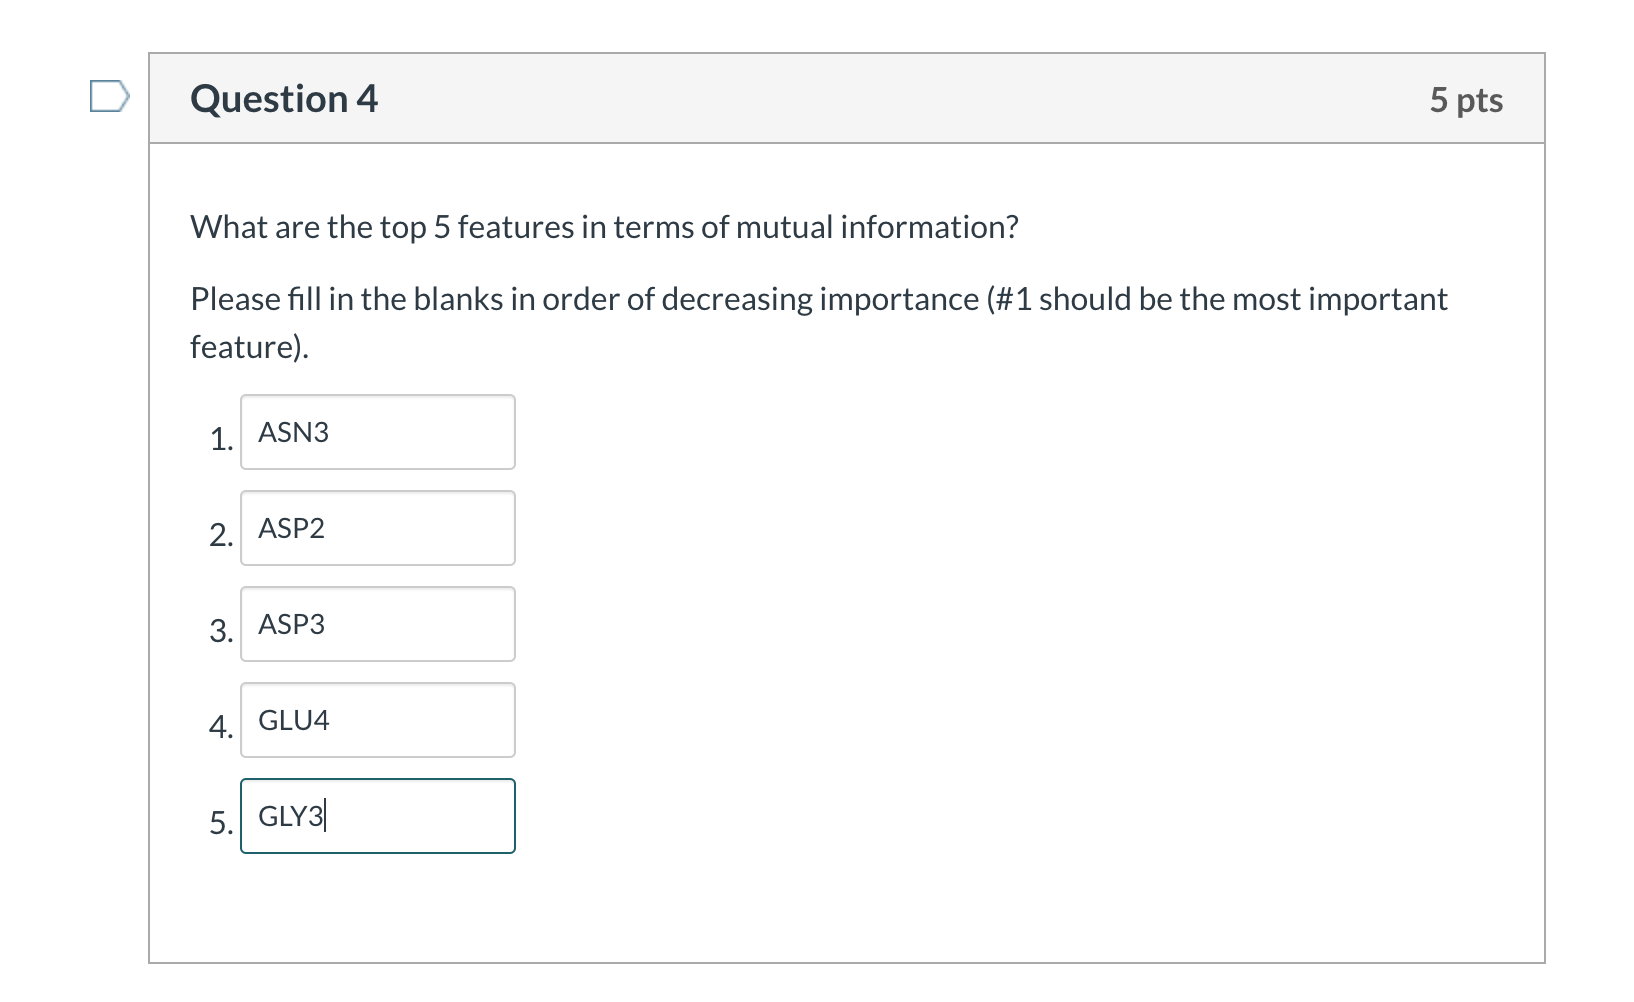 Question 4
5 pts
What are the top 5 features in terms of mutual information?
Please fill in the blanks in order of decreasing importance (#1 should be the most important
feature).
1. ASN3
2. ASP2
3. ASP3
4. GLU4
5. GLY3